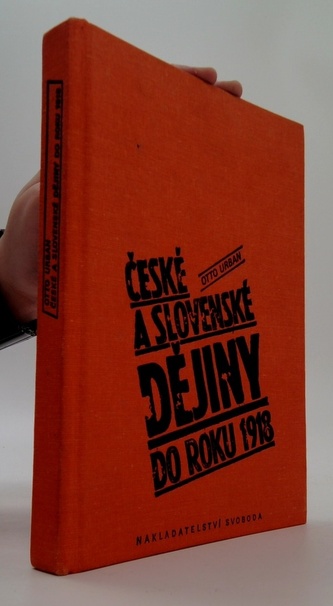 OTTO URBAN
ČESKÉ A SLOVENSKÉ DĚJINY DO ROKU 1918
ČESKÉ
OTTO URBAN
A SLOVENSKÉ
DĚJINY
DO ROKU 1918
NAKLADATELSTVÍ SVOBODA